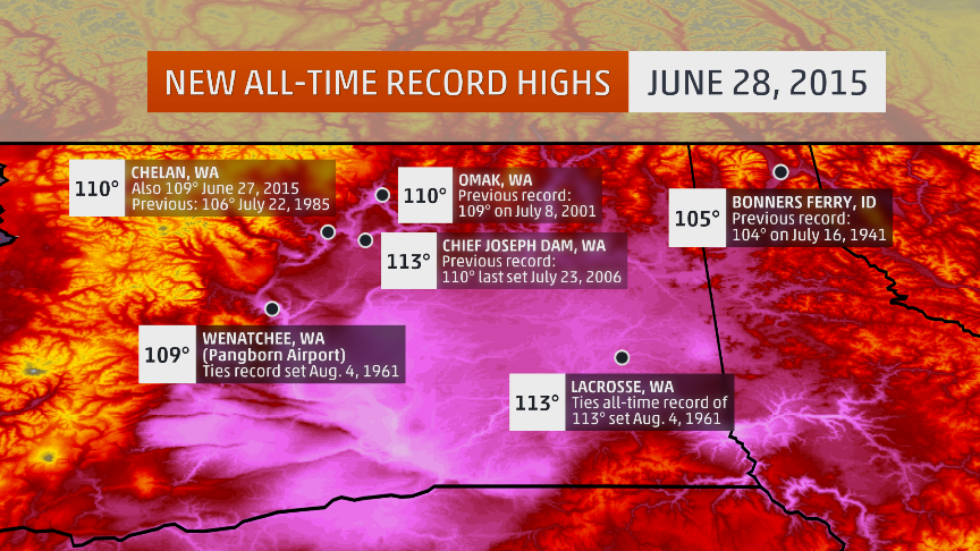 NEW ALL-TIME RECORD HIGHS JUNE 28, 2015
110°
CHELAN, WA
Also 109° June 27, 2015
Previous: 106° July 22, 1985
110°
OMAK, WA
Previous record:
109° on July 8, 2001
105°
BONNERS FERRY, ID
Previous record:
104° on July 16, 1941
113°
CHIEF JOSEPH DAM, WA
Previous record:
110° last set July 23, 2006
109°
WENATCHEE, WA
(Pangborn Airport)
Ties record set Aug. 4, 1961
113°
LACROSSE, WA
Ties all-time record of
113° set Aug. 4, 1961